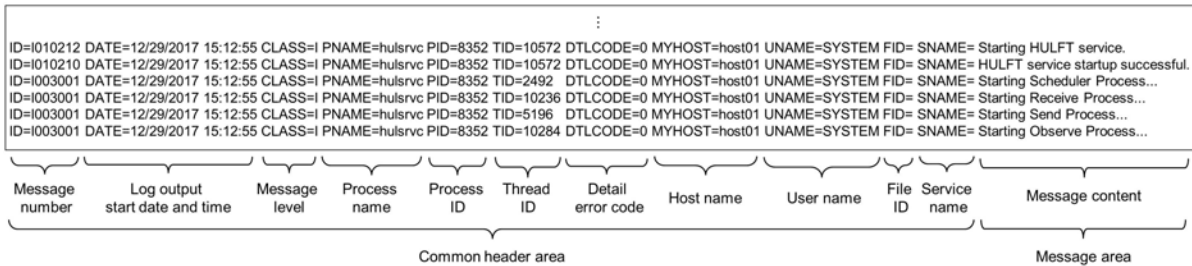 ⋮
ID=I010212 DATE=12/29/2017 15:12:55 CLASS=I PNAME=hulsrvc PID=8352 TID=10572 DTLCODE=0 MYHOST=host01 UNAME=SYSTEM FID= SNAME= Starting HULFT service.
ID=I010210 DATE=12/29/2017 15:12:55 CLASS=I PNAME=hulsrvc PID=8352 TID=10572 DTLCODE=0 MYHOST=host01 UNAME=SYSTEM FID= SNAME= HULFT service startup successful.
ID=I003001 DATE=12/29/2017 15:12:55 CLASS=I PNAME=hulsrvc PID=8352 TID=2492 DTLCODE=0 MYHOST=host01 UNAME=SYSTEM FID= SNAME= Starting Scheduler Process...
ID=I003001 DATE=12/29/2017 15:12:55 CLASS=I PNAME=hulsrvc PID=8352 TID=10236 DTLCODE=0 MYHOST=host01 UNAME=SYSTEM FID= SNAME= Starting Receive Process...
ID=I003001 DATE=12/29/2017 15:12:55 CLASS=I PNAME=hulsrvc PID=8352 TID=5196 DTLCODE=0 MYHOST=host01 UNAME=SYSTEM FID= SNAME= Starting Send Process...
ID=I003001 DATE=12/29/2017 15:12:55 CLASS=I PNAME=hulsrvc PID=8352 TID=10284 DTLCODE=0 MYHOST=host01 UNAME=SYSTEM FID= SNAME= Starting Observe Process...
Message
number
Log output
start date and time
Message
level
Process
name
Process
ID
Thread
ID
Detail
error code
Host name
User name
File
ID
Service
name
Message content
Common header area
Message area